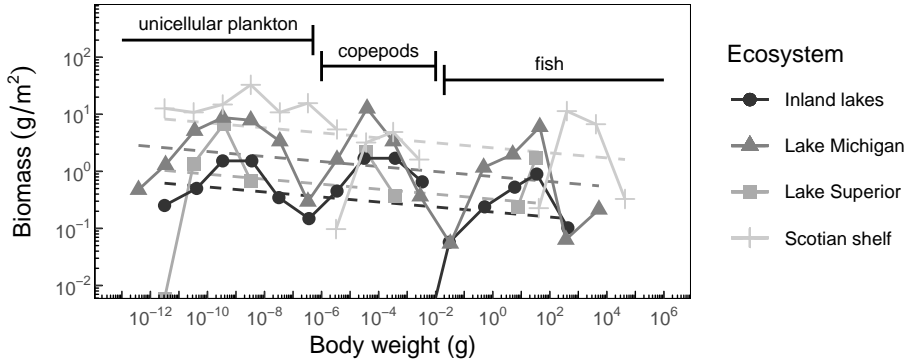 unicellular plankton
copepods
fish
Biomass (g/m²)
10²
10¹
10⁰
10⁻¹
10⁻²
10⁻¹² 10⁻¹⁰ 10⁻⁸ 10⁻⁶ 10⁻⁴ 10⁻² 10⁰ 10² 10⁴ 10⁶
Body weight (g)
Ecosystem
Inland lakes
Lake Michigan
Lake Superior
Scotian shelf